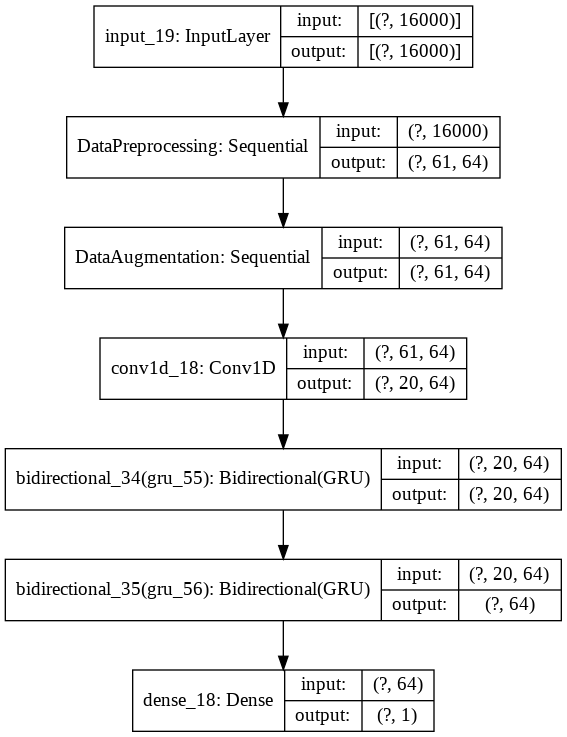 input_19: InputLayer
input:
[(?, 16000)]
output:
[(?, 16000)]
DataPreprocessing: Sequential
input:
(?, 16000)
output:
(?, 61, 64)
DataAugmentation: Sequential
input:
(?, 61, 64)
output:
(?, 61, 64)
conv1d_18: Conv1D
input:
(?, 61, 64)
output:
(?, 20, 64)
bidirectional_34(gru_55): Bidirectional(GRU)
input:
(?, 20, 64)
output:
(?, 20, 64)
bidirectional_35(gru_56): Bidirectional(GRU)
input:
(?, 20, 64)
output:
(?, 64)
dense_18: Dense
input:
(?, 64)
output:
(?, 1)